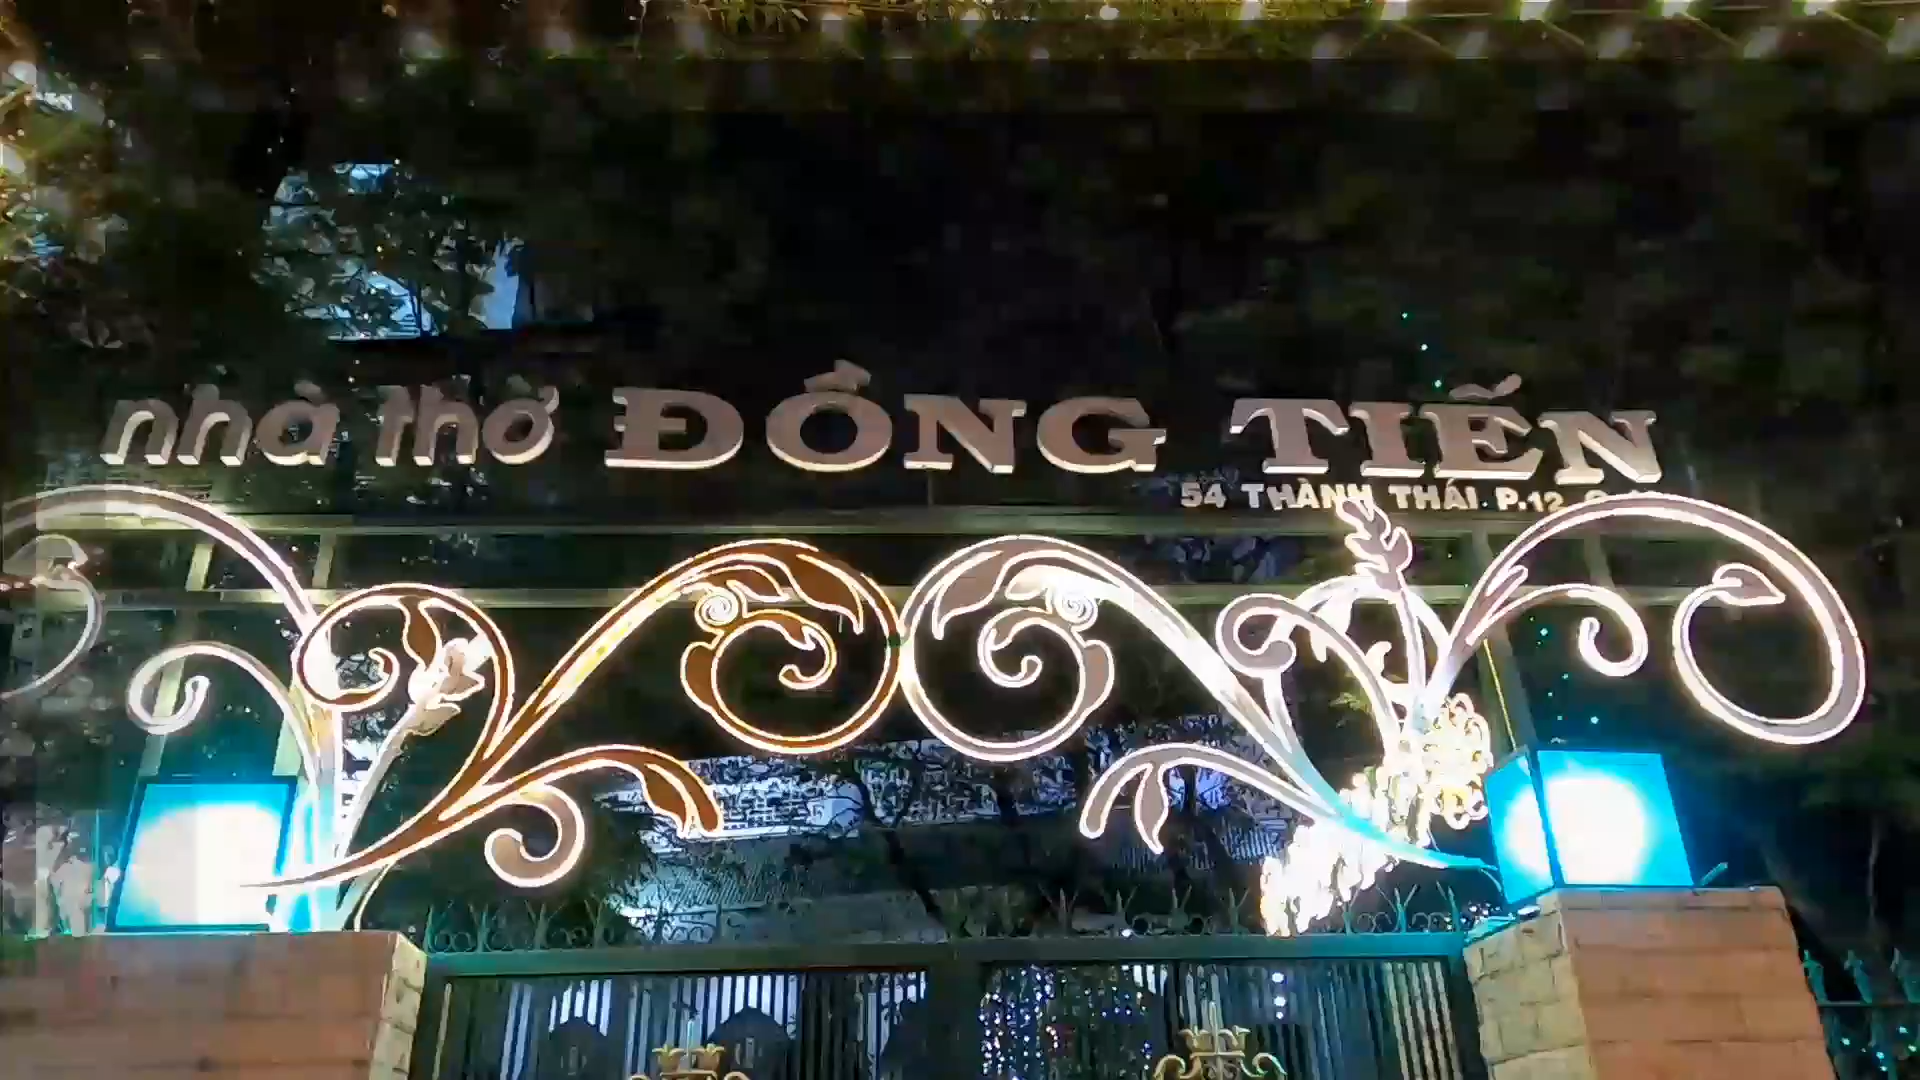 nhà thờ ĐỒNG TIẾN
54 THÀNH THÁI P.12